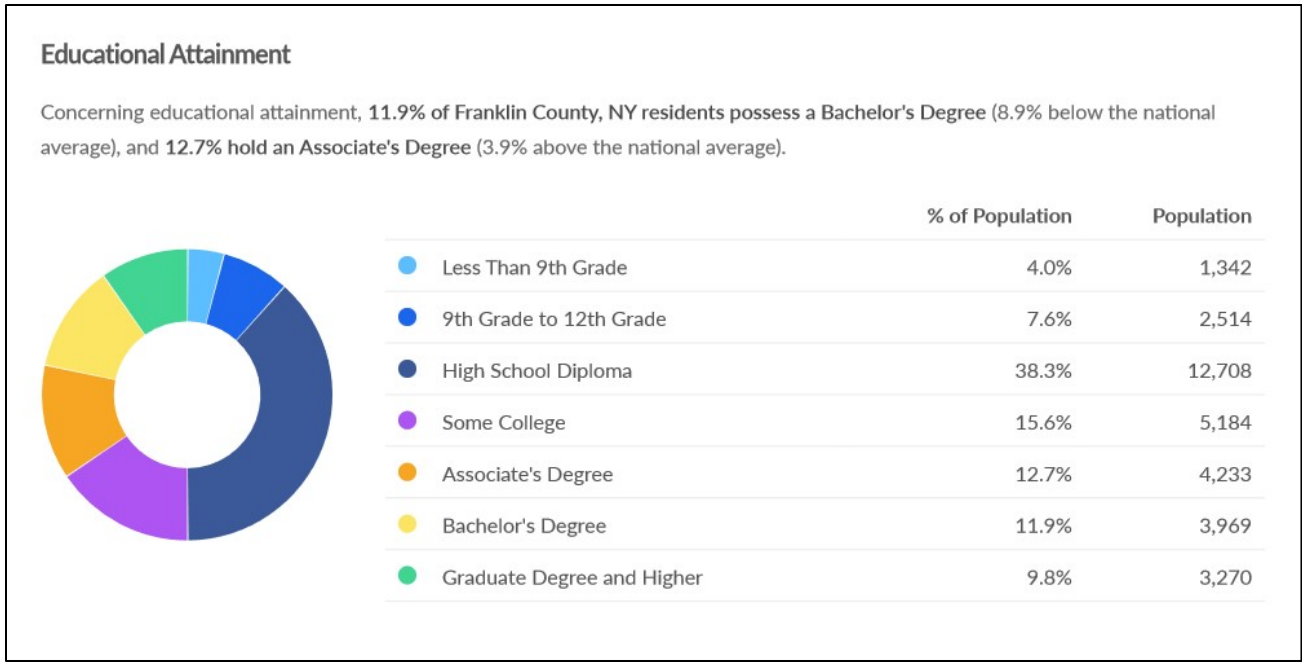 Educational Attainment
Concerning educational attainment, 11.9% of Franklin County, NY residents possess a Bachelor's Degree (8.9% below the national
average), and 12.7% hold an Associate's Degree (3.9% above the national average).
% of Population Population
Less Than 9th Grade 4.0% 1,342
9th Grade to 12th Grade 7.6% 2,514
High School Diploma 38.3% 12,708
Some College 15.6% 5,184
Associate's Degree 12.7% 4,233
Bachelor's Degree 11.9% 3,969
Graduate Degree and Higher 9.8% 3,270